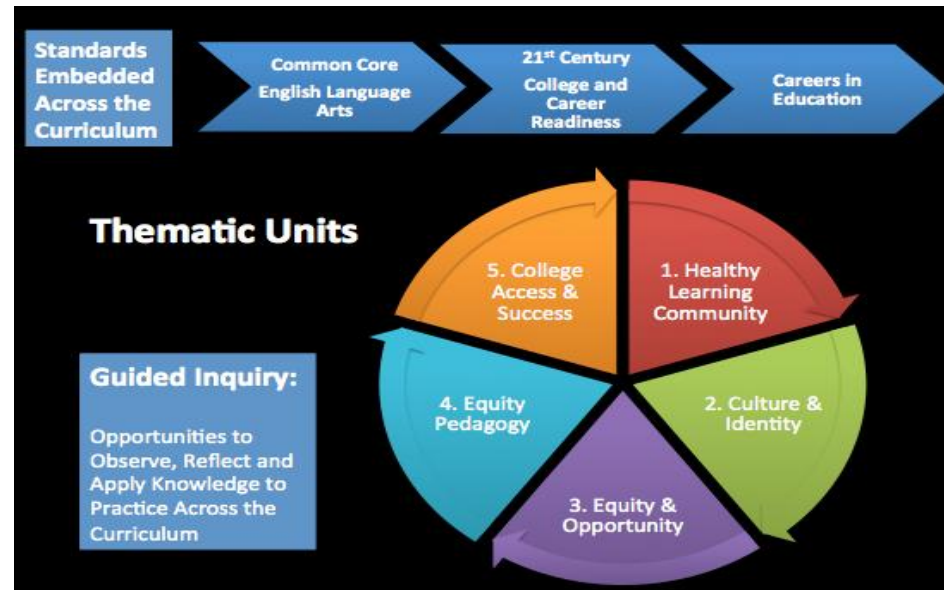 Standards
Embedded
Across the
Curriculum
Common Core
English Language
Arts
21st Century
College and
Career
Readiness
Careers in
Education
Thematic Units
5. College
Access &
Success
1. Healthy
Learning
Community
4. Equity
Pedagogy
2. Culture &
Identity
3. Equity &
Opportunity
Guided Inquiry:
Opportunities to
Observe, Reflect and
Apply Knowledge to
Practice Across the
Curriculum